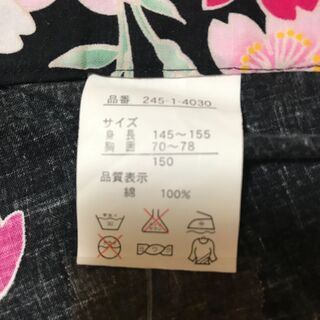 品番 245-1-4030
サイズ
身長 145～155
胸囲 70～78
150
品質表示
綿 100%